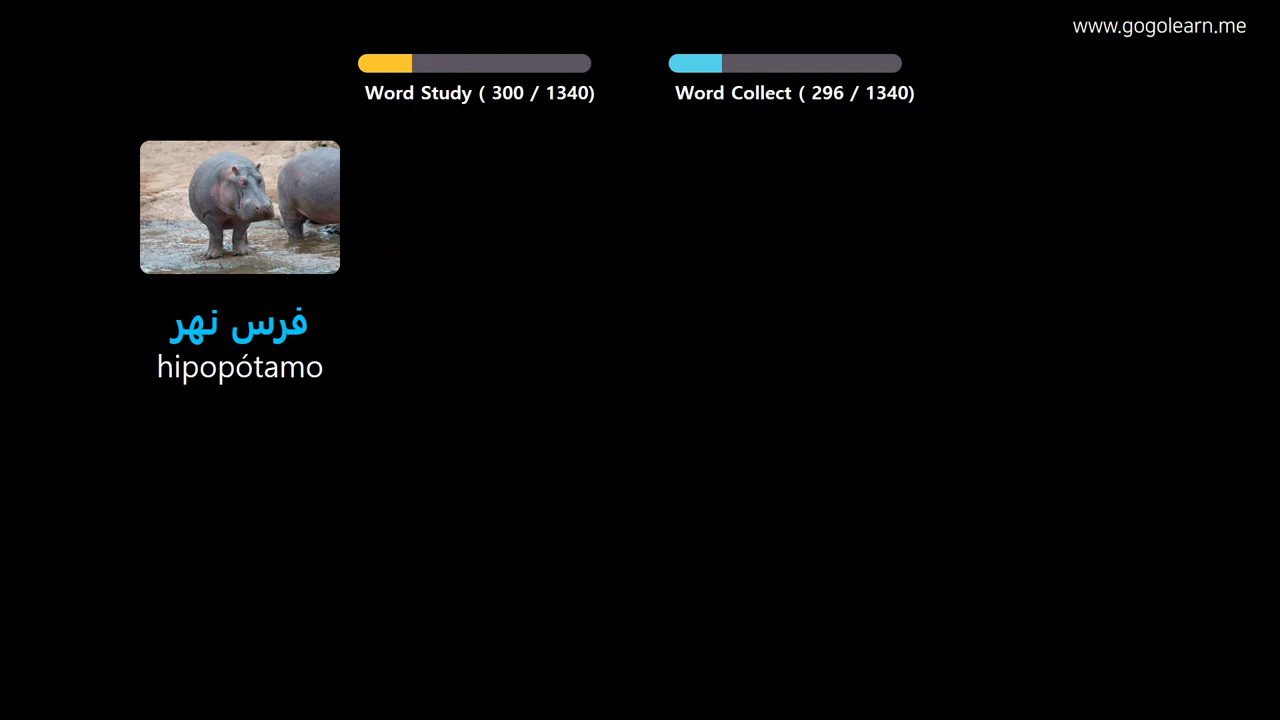 www.gogolearn.me
Word Study ( 300 / 1340)
Word Collect ( 296 / 1340)
فرس نهر
hipopótamo